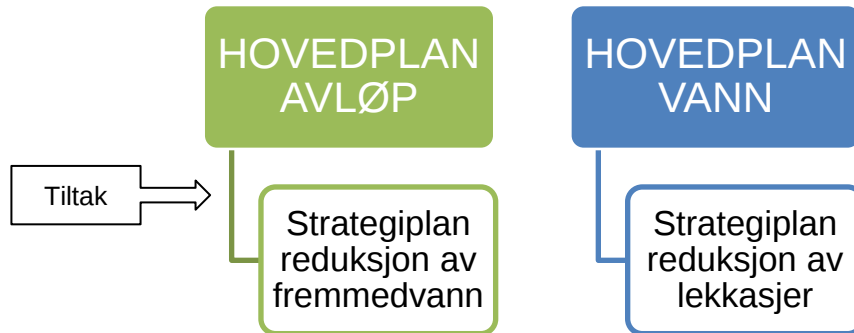 HOVEDPLAN
AVLØP
HOVEDPLAN
VANN
Tiltak
Strategiplan
reduksjon av
fremmedvann
Strategiplan
reduksjon av
lekkasjer